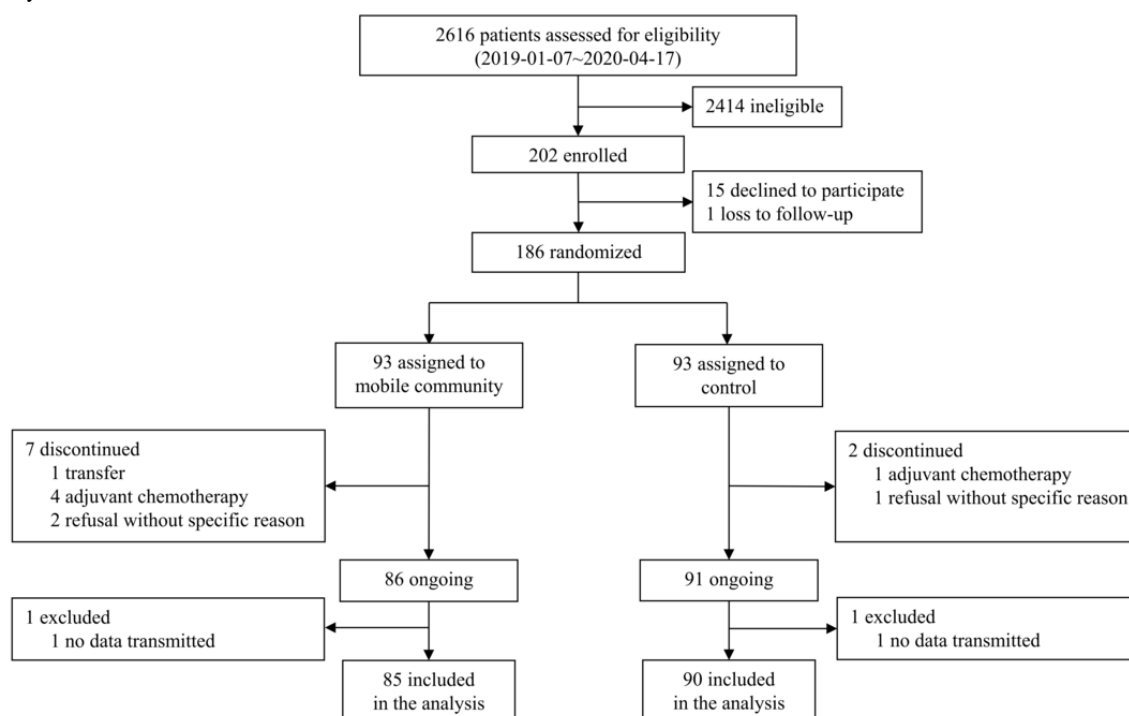 2616 patients assessed for eligibility
(2019-01-07~2020-04-17)
2414 ineligible
202 enrolled
15 declined to participate
1 loss to follow-up
186 randomized
93 assigned to
mobile community
93 assigned to
control
7 discontinued
1 transfer
4 adjuvant chemotherapy
2 refusal without specific reason
2 discontinued
1 adjuvant chemotherapy
1 refusal without specific reason
86 ongoing
91 ongoing
1 excluded
1 no data transmitted
1 excluded
1 no data transmitted
85 included
in the analysis
90 included
in the analysis